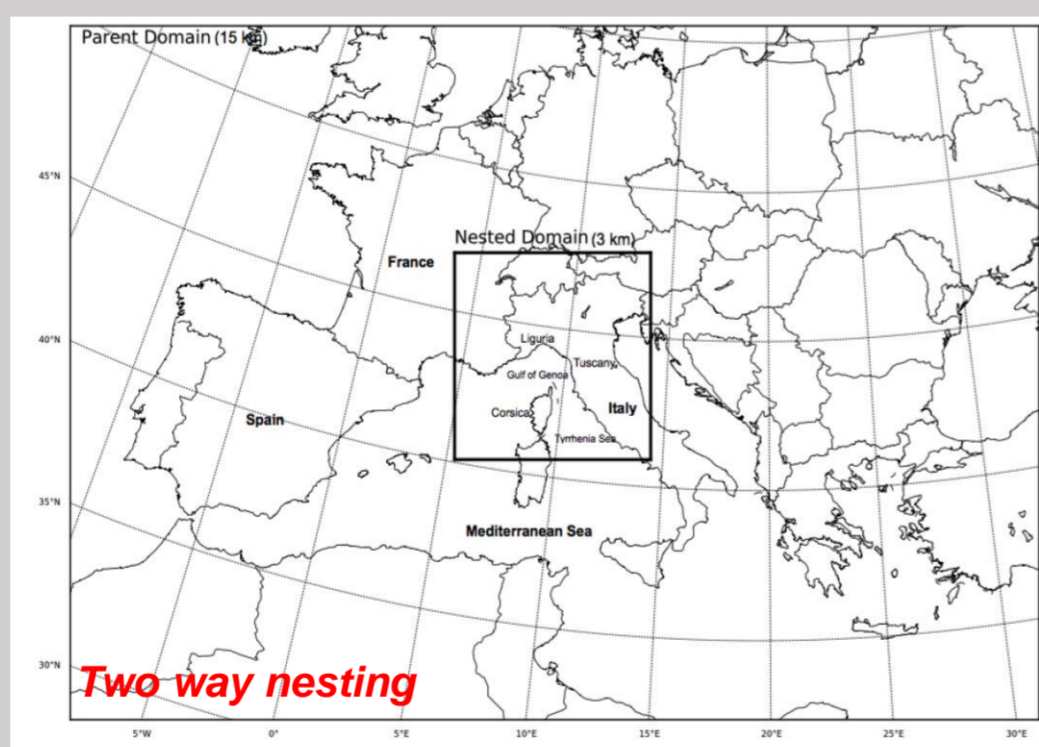 Parent Domain (15 km)
45°N
Nested Domain (3 km)
France
40°N
Liguria
Tuscany
Gulf of Genoa
Corsica
Italy
Spain
Tyrrhenia Sea
35°N
Mediterranean Sea
30°N
Two way nesting
5°W
0°
5°E
10°E
15°E
20°E
25°E
30°E